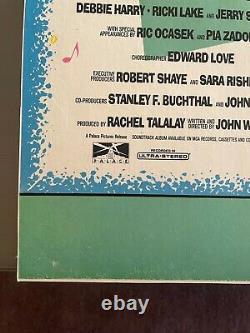 DEBBIE HARRY · RICKI LAKE AND JERRY S
WITH SPECIAL
APPEARANCES BY RIC OCASEK AND PIA ZADO
CHOREOGRAPHER EDWARD LOVE
EXECUTIVE
PRODUCERS ROBERT SHAYE AND SARA RISH
CO-PRODUCERS STANLEY F. BUCHTHAL AND JOHN
PRODUCED BY RACHEL TALALAY WRITTEN AND
DIRECTED BY JOHN W
A Palace Pictures Release
SOUNDTRACK ALBUM AVAILABLE ON MCA RECORDS, CASSETTES AND CO
PALACE
RECORDED IN
ULTRA-STEREO